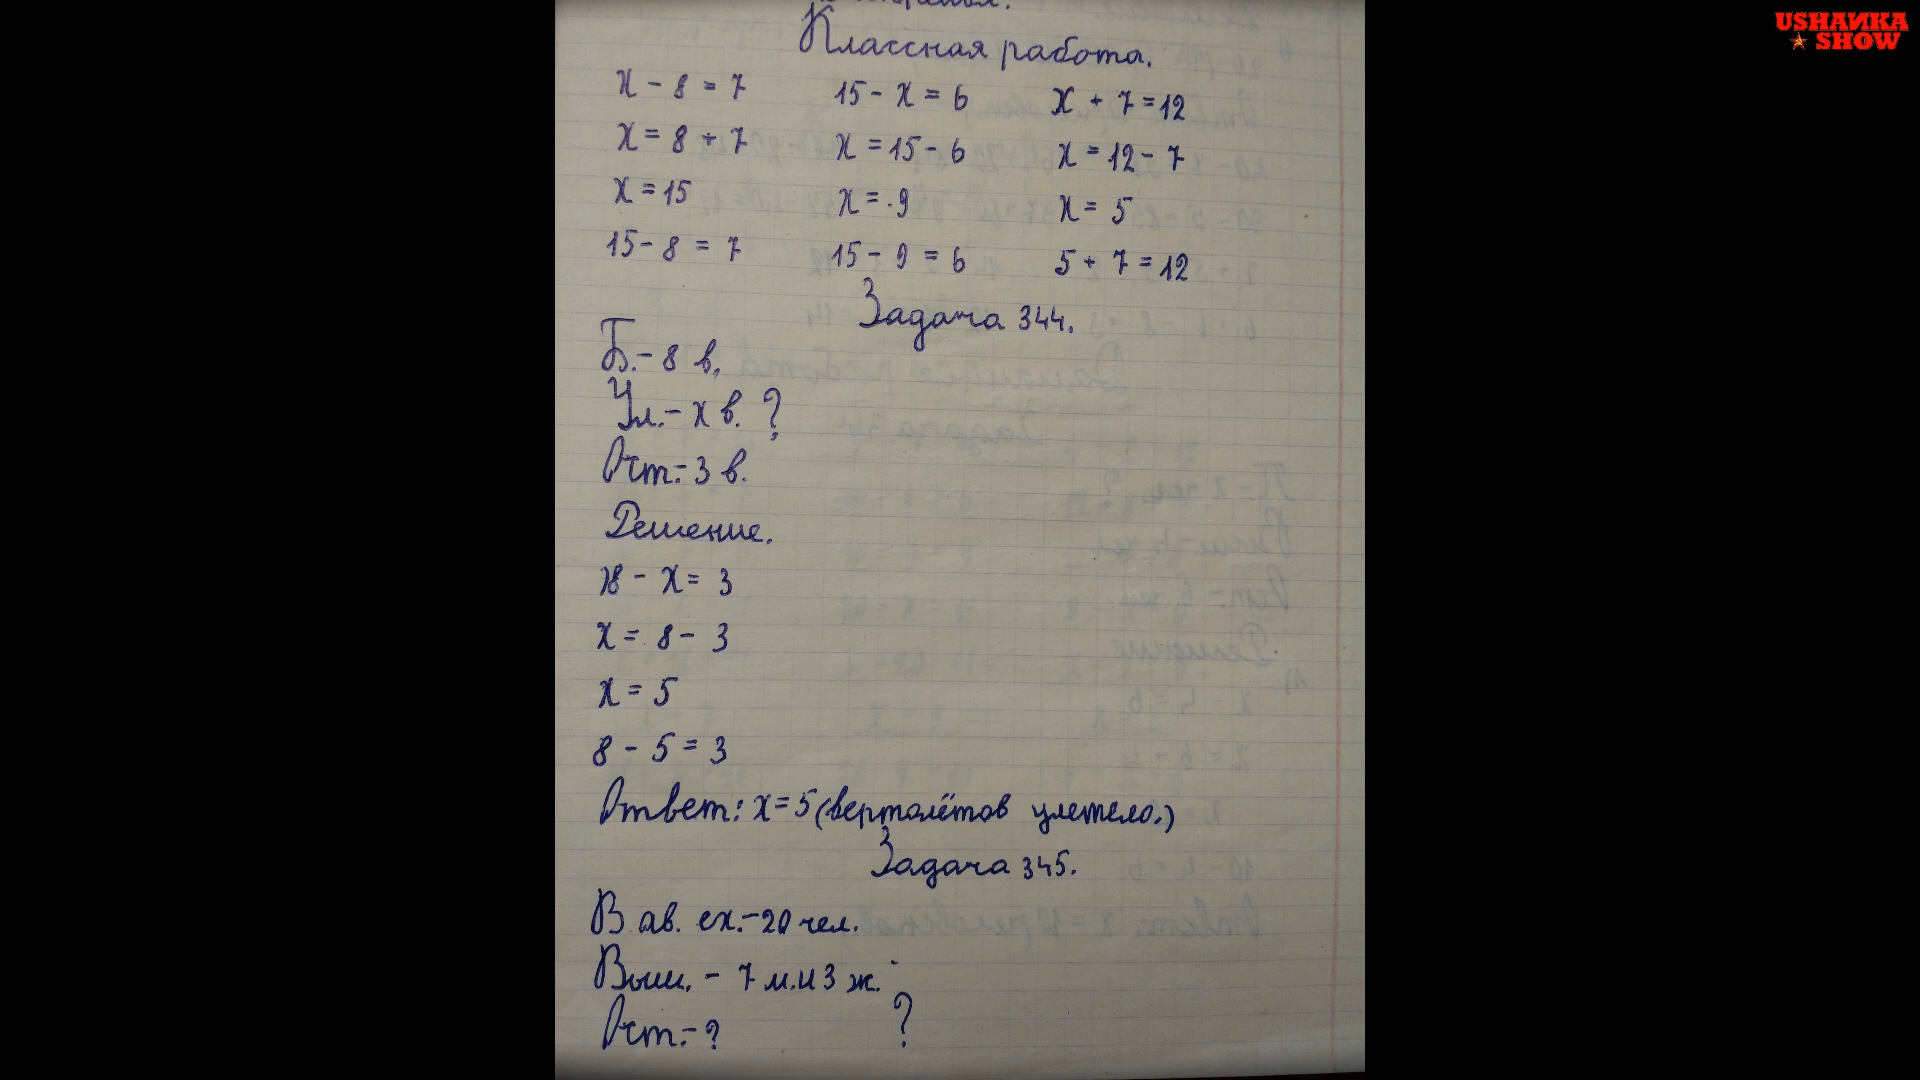 USHANKA
SHOW
Классная работа.
x - 8 = 7 15 - x = 6 x + 7 = 12
x = 8 + 7 x = 15 - 6 x = 12 - 7
x = 15 x = 9 x = 5
15 - 8 = 7 15 - 9 = 6 5 + 7 = 12
Задача 344.
Б. - 8 в.
Ул. - x в. ?
Ост. - 3 в.
Решение.
8 - x = 3
x = 8 - 3
x = 5
8 - 5 = 3
Ответ: x = 5 (вертолётов улетело.)
Задача 345.
В ав. ех. - 20 чел.
Выш. - 7 м. и 3 ж.
Ост. - ? ?